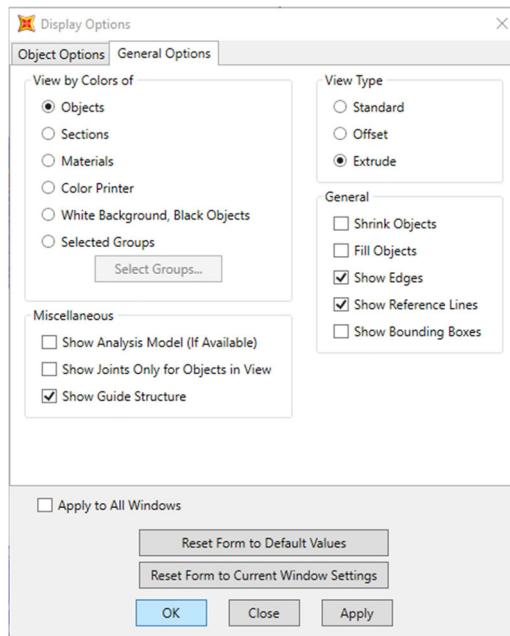 Display Options
Object Options General Options
View by Colors of
Objects
Sections
Materials
Color Printer
White Background, Black Objects
Selected Groups
Select Groups...
Miscellaneous
Show Analysis Model (If Available)
Show Joints Only for Objects in View
Show Guide Structure
View Type
Standard
Offset
Extrude
General
Shrink Objects
Fill Objects
Show Edges
Show Reference Lines
Show Bounding Boxes
Apply to All Windows
Reset Form to Default Values
Reset Form to Current Window Settings
OK Close Apply